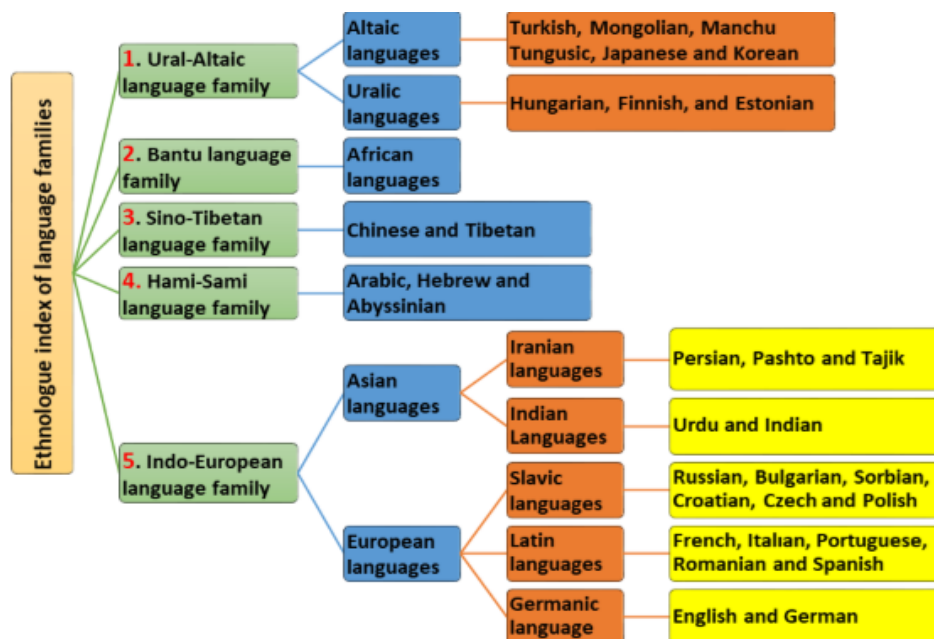 Ethnologue index of language families
1. Ural-Altaic
language family
Altaic
languages
Turkish, Mongolian, Manchu
Tungusic, Japanese and Korean
Uralic
languages
Hungarian, Finnish, and Estonian
2. Bantu language
family
African
languages
3. Sino-Tibetan
language family
Chinese and Tibetan
4. Hami-Sami
language family
Arabic, Hebrew and
Abyssinian
5. Indo-European
language family
Asian
languages
Iranian
languages
Persian, Pashto and Tajik
Indian
Languages
Urdu and Indian
European
languages
Slavic
languages
Russian, Bulgarian, Sorbian,
Croatian, Czech and Polish
Latin
languages
French, Italian, Portuguese,
Romanian and Spanish
Germanic
language
English and German